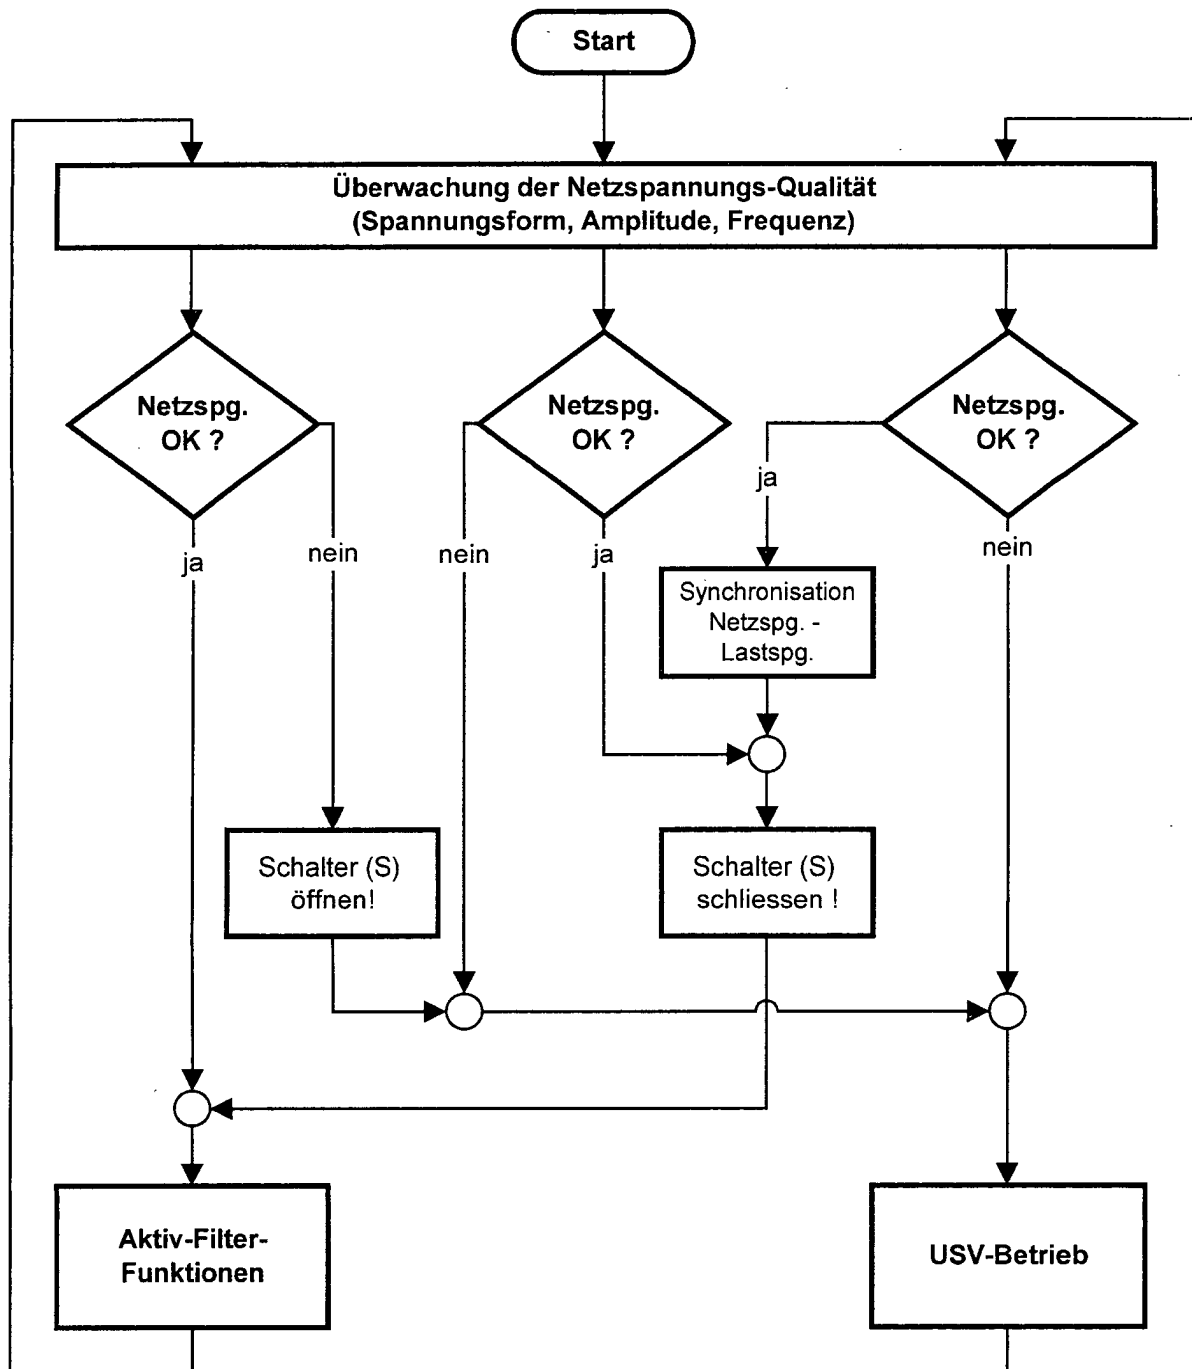 Start
Überwachung der Netzspannungs-Qualität
(Spannungsform, Amplitude, Frequenz)
Netzspg.
OK ?
Netzspg.
OK ?
Netzspg.
OK ?
ja
nein
nein
ja
ja
nein
Synchronisation
Netzspg. -
Lastspg.
Schalter (S)
öffnen!
Schalter (S)
schliessen !
Aktiv-Filter-
Funktionen
USV-Betrieb